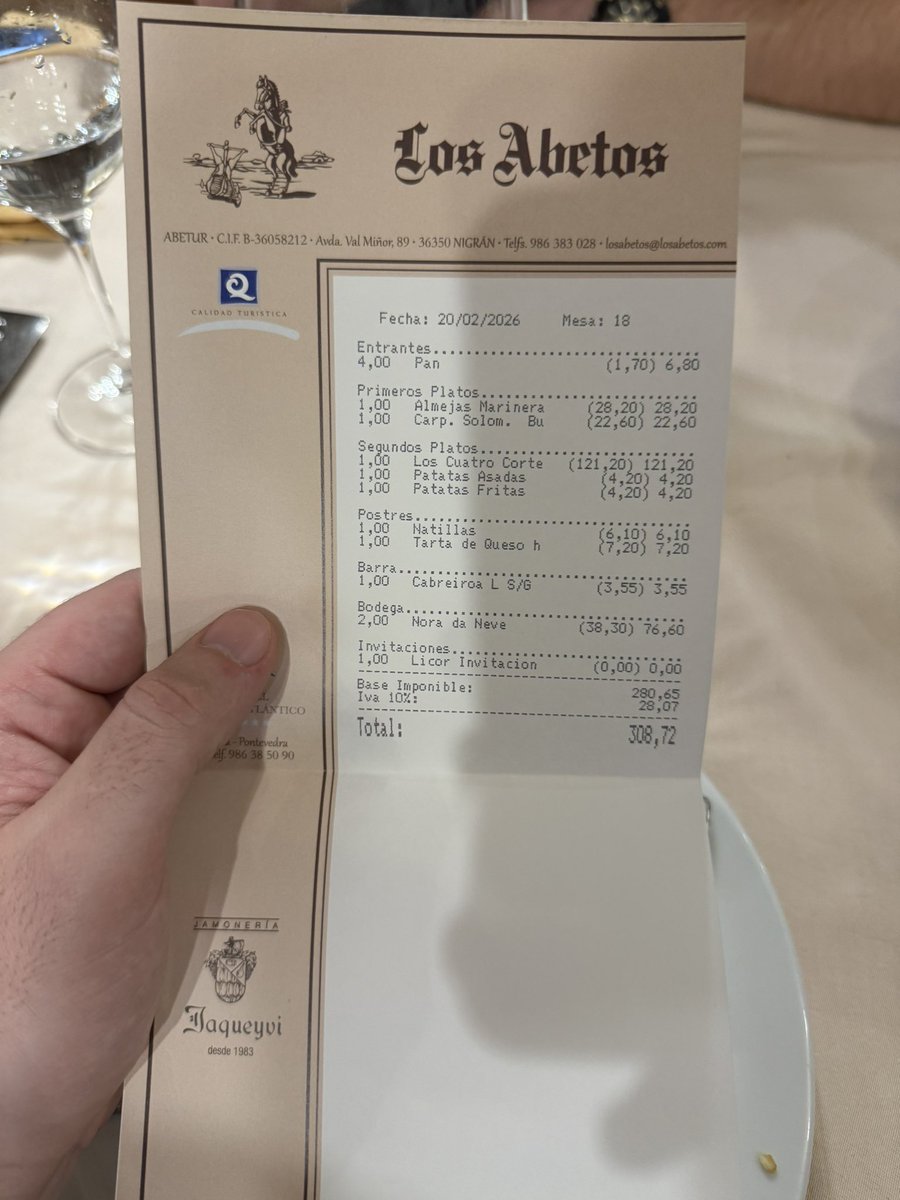 Los Abetos
ABETUR · C.I.F. B-36058212 · Avda. Val Miñor, 89 · 36350 NIGRÁN · Telfs. 986 383 028 · losabetos@losabetos.com
Q
CALIDAD TURISTICA
Fecha: 20/02/2026 Mesa: 18
Entrantes..............................
4,00 Pan (1,70) 6,80
Primeros Platos........................
1,00 Almejas Marinera (28,20) 28,20
1,00 Carp. Solom. Bu (22,60) 22,60
Segundos Platos........................
1,00 Los Cuatro Corte (121,20) 121,20
1,00 Patatas Asadas (4,20) 4,20
1,00 Patatas Fritas (4,20) 4,20
Postres................................
1,00 Natillas (6,10) 6,10
1,00 Tarta de Queso h (7,20) 7,20
Barra..................................
1,00 Cabreiroa L S/G (3,55) 3,55
Bodega.................................
2,00 Nora da Neve (38,30) 76,60
Invitaciones...........................
1,00 Licor Invitacion (0,00) 0,00
Base Imponible: 280,65
Iva 10%: 28,07
Total: 308,72
Pontevedra
986 38 50 90
JAMONERÍA
Jaqueyvi
desde 1983